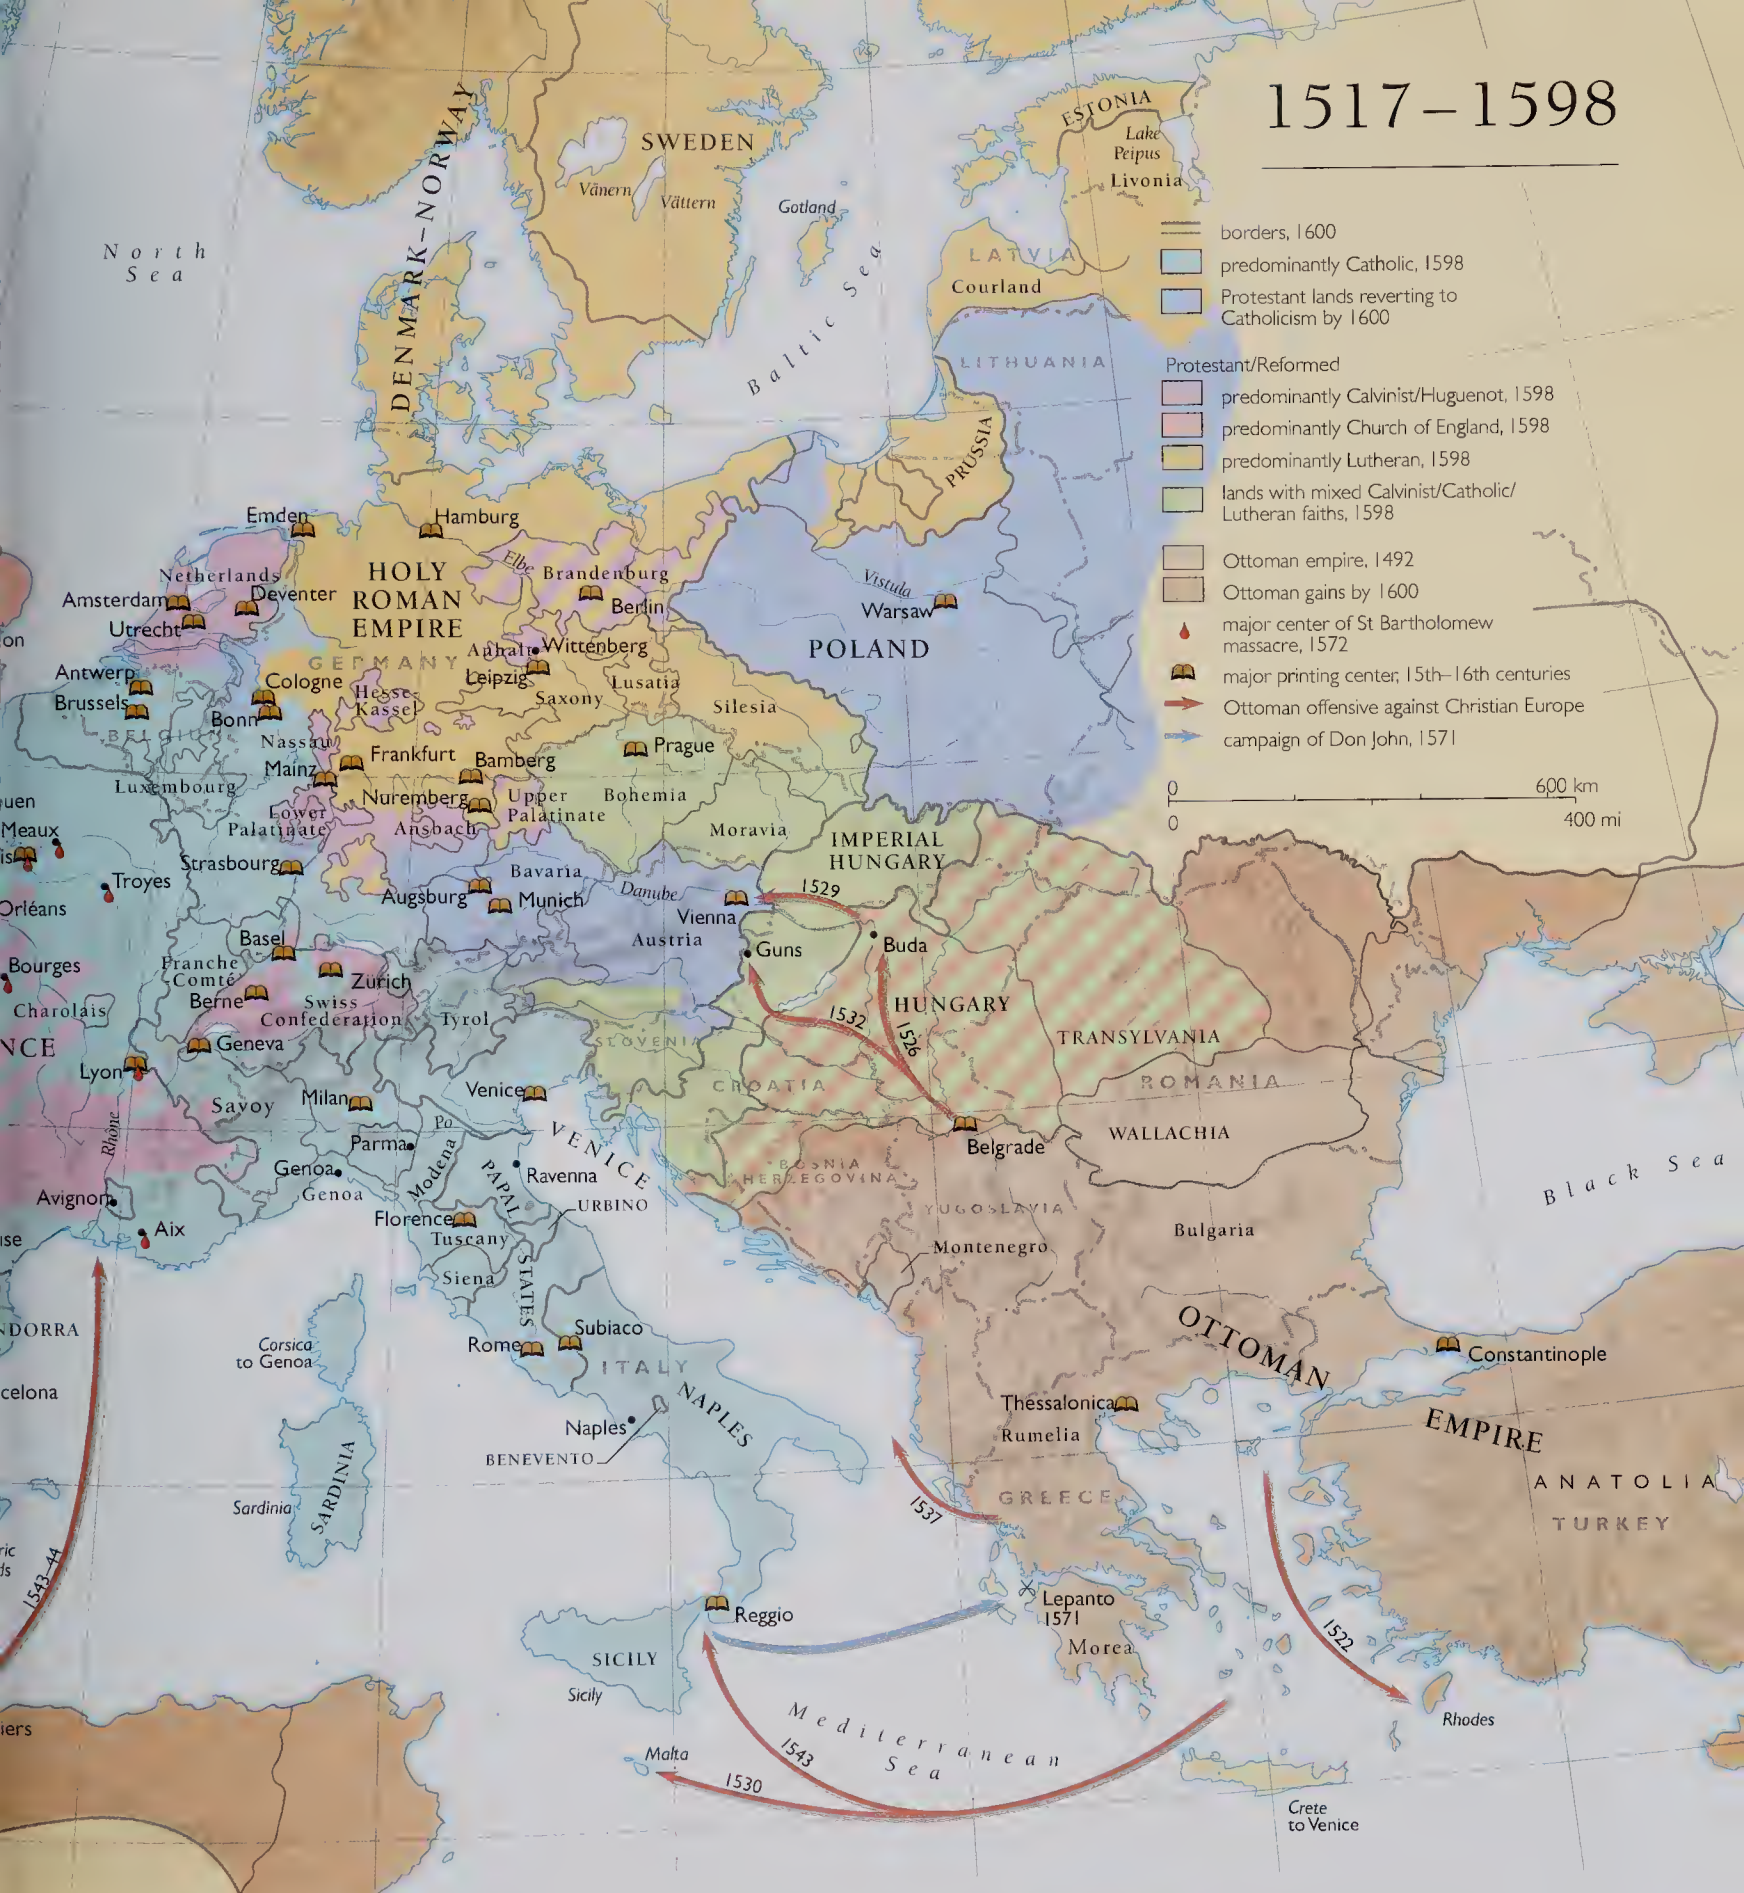 1517–1598
borders, 1600
predominantly Catholic, 1598
Protestant lands reverting to
Catholicism by 1600
Protestant/Reformed
predominantly Calvinist/Huguenot, 1598
predominantly Church of England, 1598
predominantly Lutheran, 1598
lands with mixed Calvinist/Catholic/
Lutheran faiths, 1598
Ottoman empire, 1492
Ottoman gains by 1600
major center of St Bartholomew
massacre, 1572
major printing center, 15th–16th centuries
Ottoman offensive against Christian Europe
campaign of Don John, 1571
0
600 km
0
400 mi
North
Sea
DENMARK–NORWAY
SWEDEN
Vänern
Vättern
Gotland
Baltic Sea
ESTONIA
Lake
Peipus
Livonia
LATVIA
Courland
LITHUANIA
PRUSSIA
Emden
Hamburg
Netherlands
Amsterdam
Deventer
Utrecht
HOLY
ROMAN
EMPIRE
GERMANY
Elbe
Brandenburg
Berlin
Vistula
Warsaw
POLAND
on
Antwerp
Brussels
BELGIUM
Cologne
Bonn
Hesse-
Kassel
Anhalt
Wittenberg
Leipzig
Saxony
Lusatia
Silesia
Nassau
Mainz
Frankfurt
Bamberg
Prague
Luxembourg
Nuremberg
Upper
Palatinate
Bohemia
Lower
Palatinate
Ansbach
Moravia
IMPERIAL
HUNGARY
uen
Meaux
is
Troyes
Strasbourg
Orléans
Bavaria
Augsburg
Munich
Danube
Vienna
1529
Austria
Guns
Buda
Basel
Bourges
Franche
Comté
Zürich
Berne
Swiss
Confederation
Tyrol
Charolais
NCE
Geneva
Lyon
HUNGARY
1532
1526
TRANSYLVANIA
SLOVENIA
CROATIA
ROMANIA
Milan
Venice
Savoy
Rhône
Parma
Po
Modena
Genoa
Genoa
VENICE
Ravenna
PAPAL
STATES
URBINO
Belgrade
WALLACHIA
BOSNIA
HERZEGOVINA
YUGOSLAVIA
Montenegro
Bulgaria
Black Sea
Avignon
Aix
use
Florence
Tuscany
Siena
NDORRA
Corsica
to Genoa
Rome
Subiaco
ITALY
celona
NAPLES
Naples
BENEVENTO
Sardinia
SARDINIA
OTTOMAN
EMPIRE
Constantinople
Thessalonica
Rumelia
ANATOLIA
TURKEY
GREECE
1537
ric
ds
1543–44
Reggio
Lepanto
1571
Morea
1522
SICILY
Sicily
Mediterranean
Sea
Rhodes
iers
Malta
1543
1530
Crete
to Venice